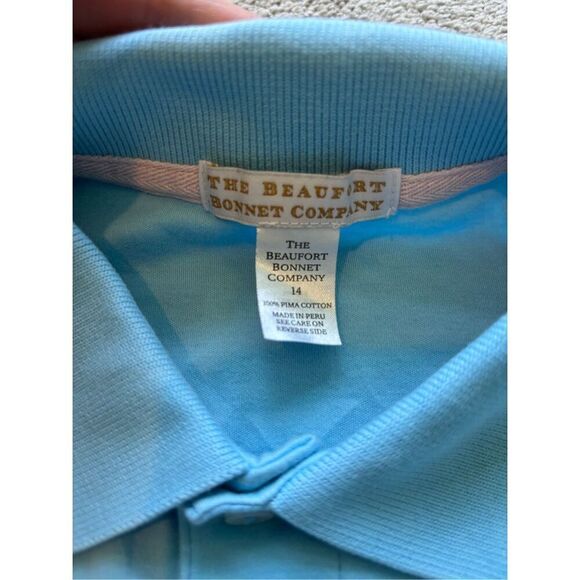 THE BEAUFORT
BONNET COMPANY
THE
BEAUFORT
BONNET
COMPANY
14
100% PIMA COTTON
MADE IN PERU
SEE CARE ON
REVERSE SIDE